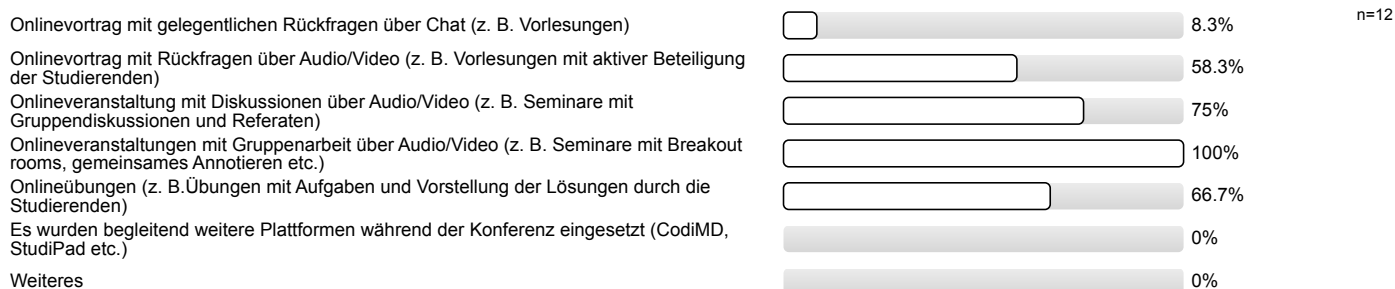 Onlinevortrag mit gelegentlichen Rückfragen über Chat (z. B. Vorlesungen) 8.3% n=12
Onlinevortrag mit Rückfragen über Audio/Video (z. B. Vorlesungen mit aktiver Beteiligung
der Studierenden) 58.3%
Onlineveranstaltung mit Diskussionen über Audio/Video (z. B. Seminare mit
Gruppendiskussionen und Referaten) 75%
Onlineveranstaltungen mit Gruppenarbeit über Audio/Video (z. B. Seminare mit Breakout
rooms, gemeinsames Annotieren etc.) 100%
Onlineübungen (z. B.Übungen mit Aufgaben und Vorstellung der Lösungen durch die
Studierenden) 66.7%
Es wurden begleitend weitere Plattformen während der Konferenz eingesetzt (CodiMD,
StudiPad etc.) 0%
Weiteres 0%